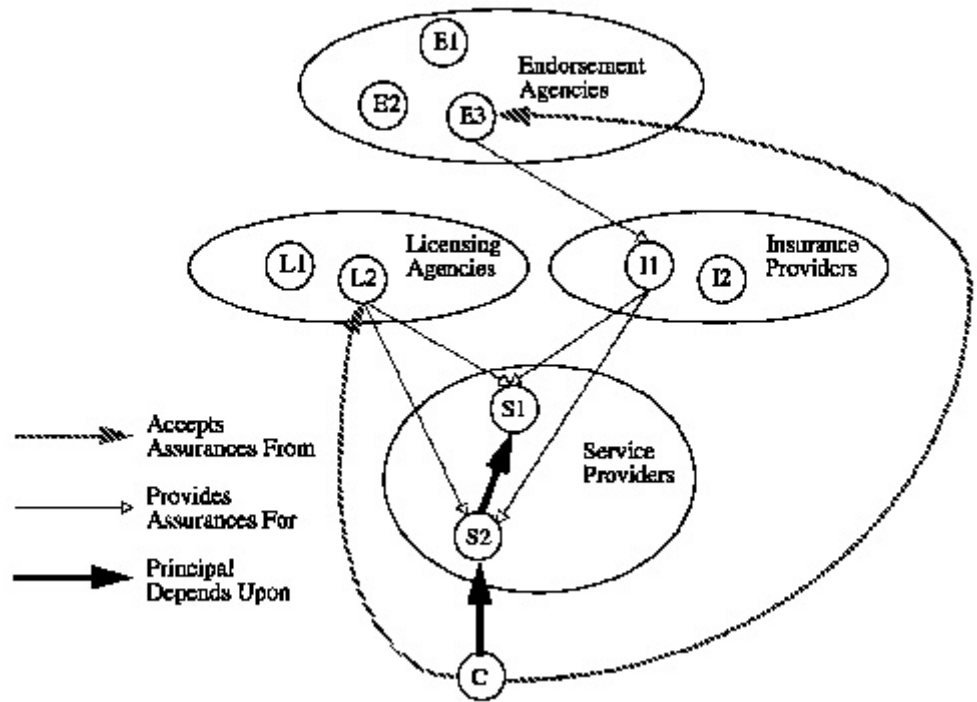 E1
Endorsement
Agencies
E2
E3
Licensing
Agencies
L1
L2
Insurance
Providers
I1
I2
S1
Service
Providers
S2
C
Accepts
Assurances From
Provides
Assurances For
Principal
Depends Upon